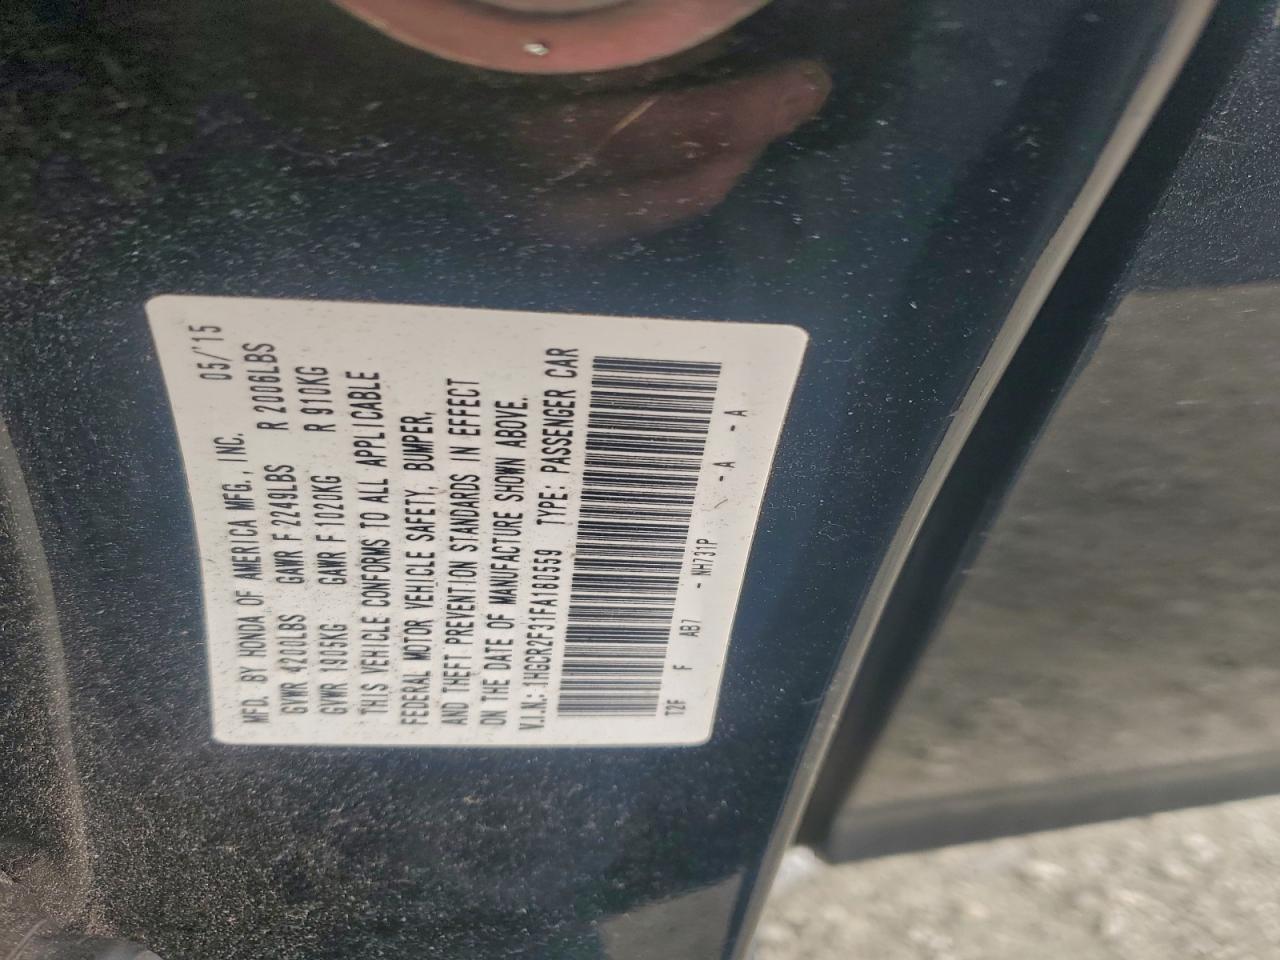 MFD. BY HONDA OF AMERICA MFG., INC. 05/'15
GVWR 4200LBS GAWR F 2249LBS R 2006LBS
GVWR 1905KG GAWR F 1020KG R 910KG
THIS VEHICLE CONFORMS TO ALL APPLICABLE
FEDERAL MOTOR VEHICLE SAFETY, BUMPER,
AND THEFT PREVENTION STANDARDS IN EFFECT
ON THE DATE OF MANUFACTURE SHOWN ABOVE.
V.I.N.: 1HGCR2F31FA180559 TYPE: PASSENGER CAR
T2F F AB7 - NH731P - A - A